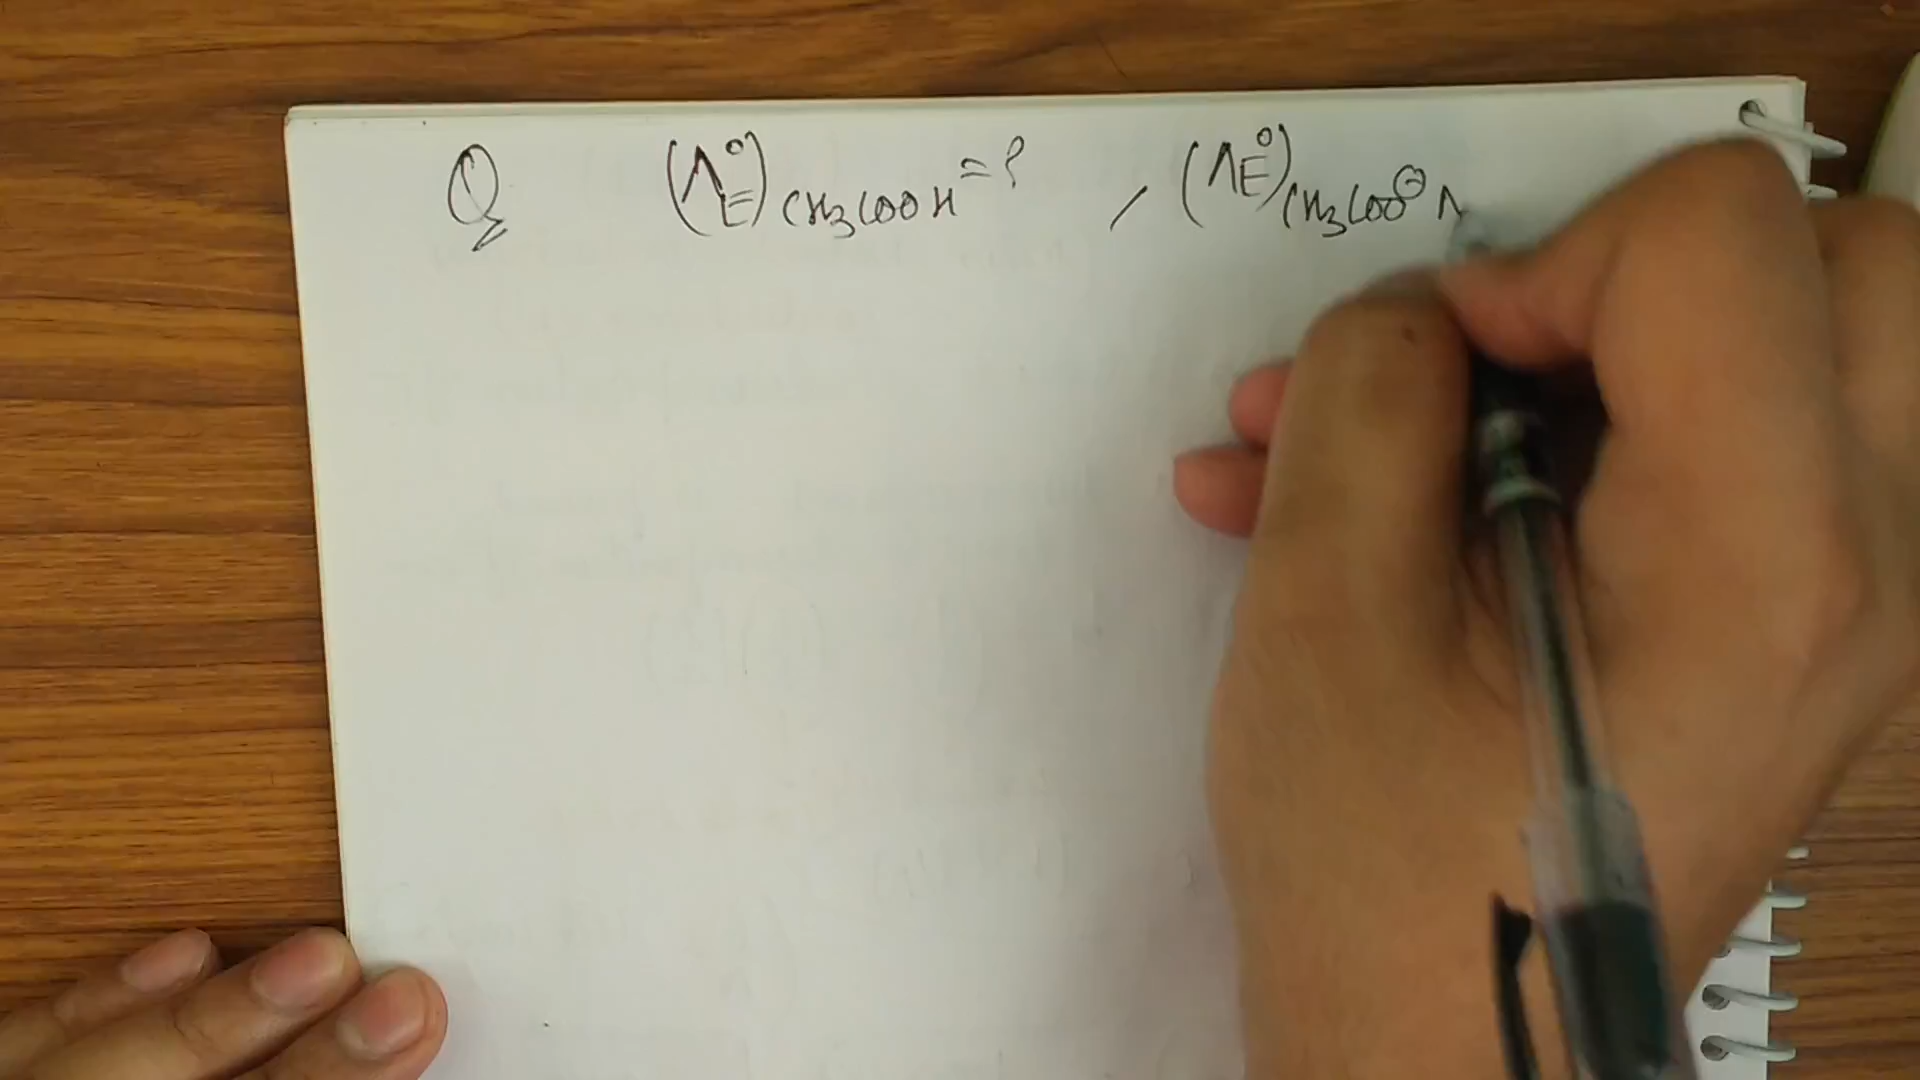 Q (Λ°E) CH3COOH = ? , (Λ°E) CH3COO⊖ N